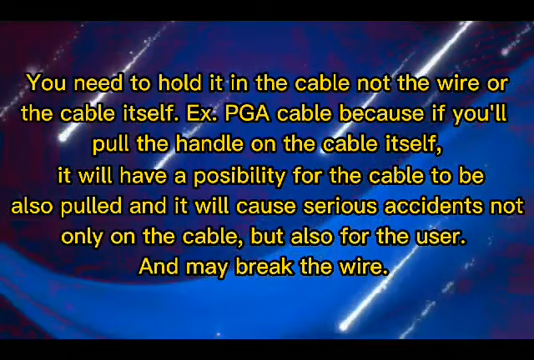 You need to hold it in the cable not the wire or
the cable itself. Ex. PGA cable because if you'll
pull the handle on the cable itself,
it will have a posibility for the cable to be
also pulled and it will cause serious accidents not
only on the cable, but also for the user.
And may break the wire.